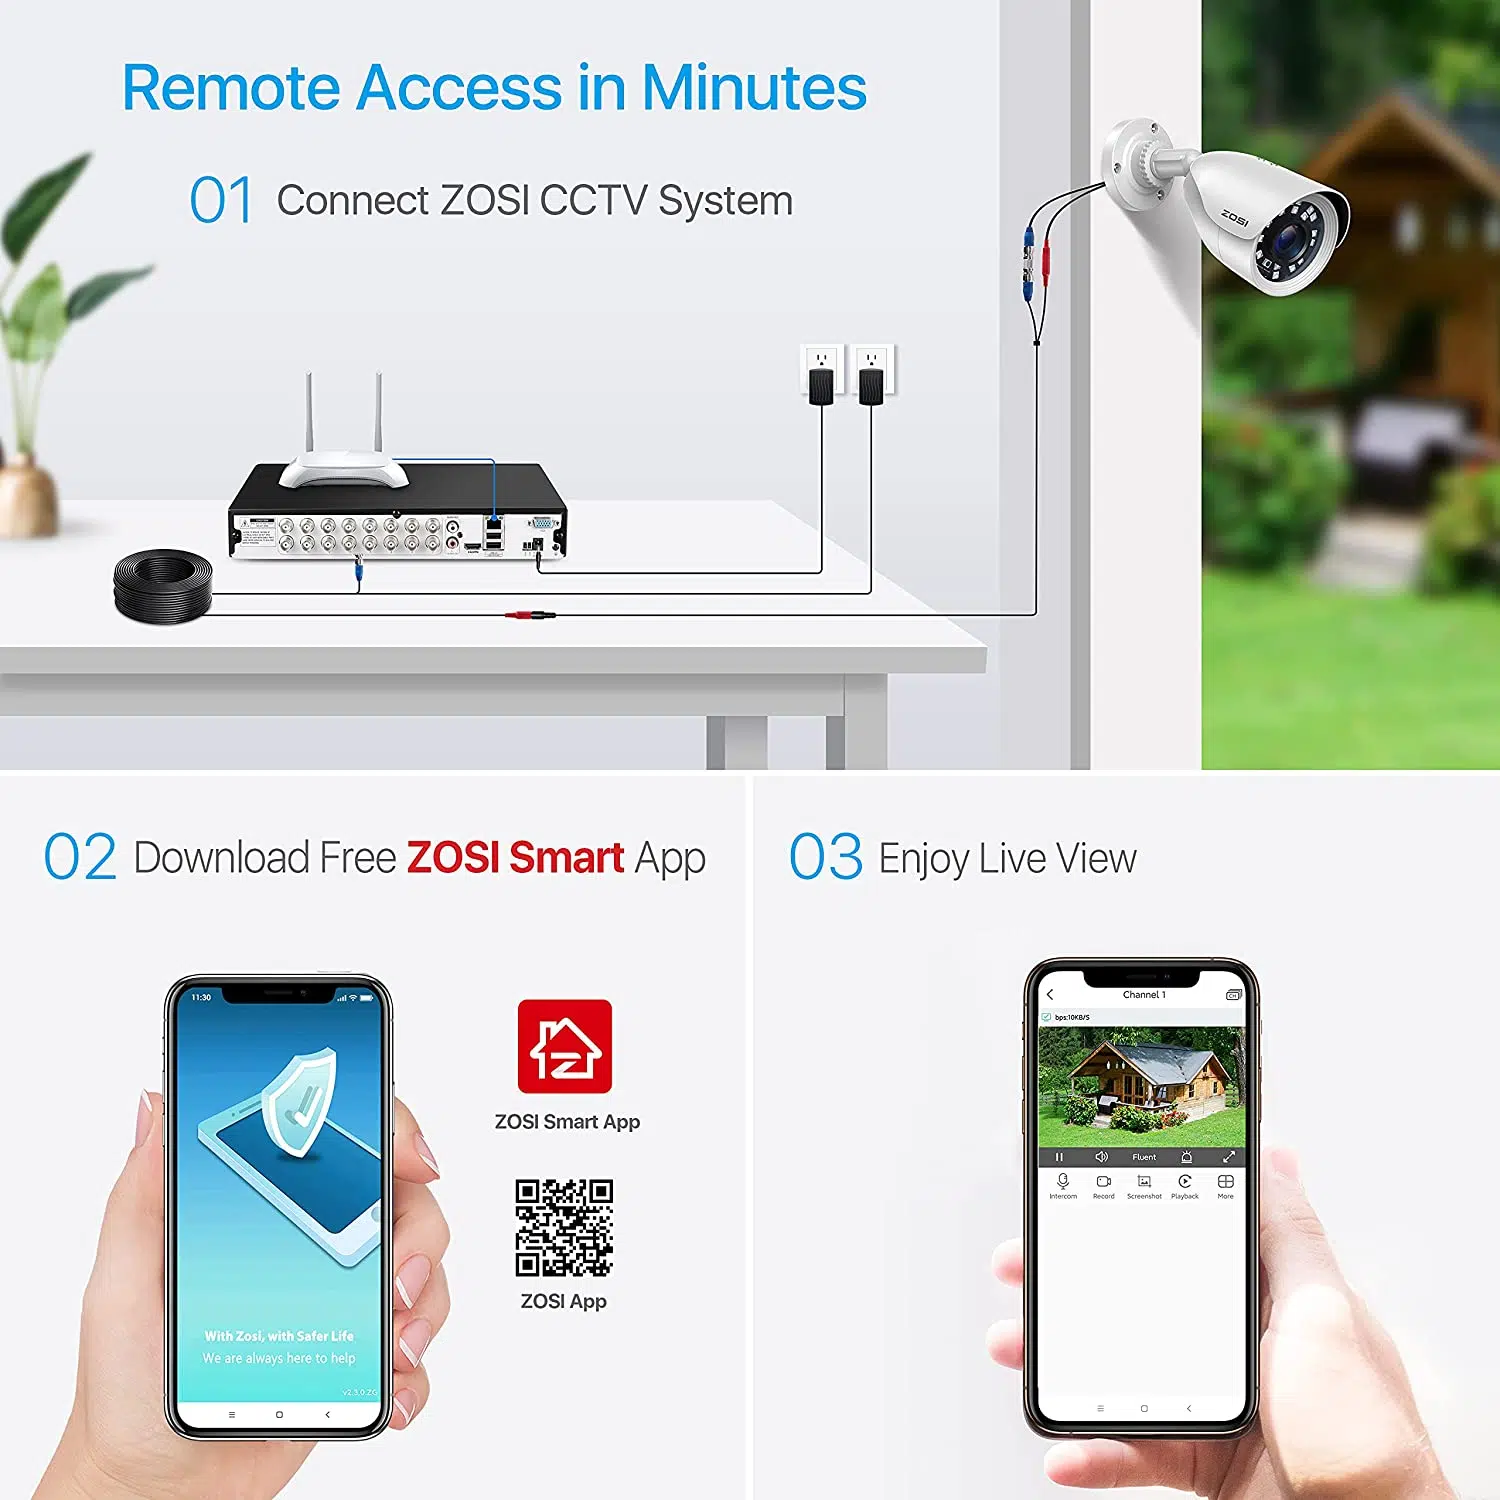 Remote Access in Minutes
01 Connect ZOSI CCTV System
ZOSI
02 Download Free ZOSI Smart App
11:30
With Zosi, with Safer Life
We are always here to help
v2.3.0.ZG
ZOSI Smart App
ZOSI App
03 Enjoy Live View
Channel 1
CH
bps:10KB/S
Fluent
Intercom Record Screenshot Playback More